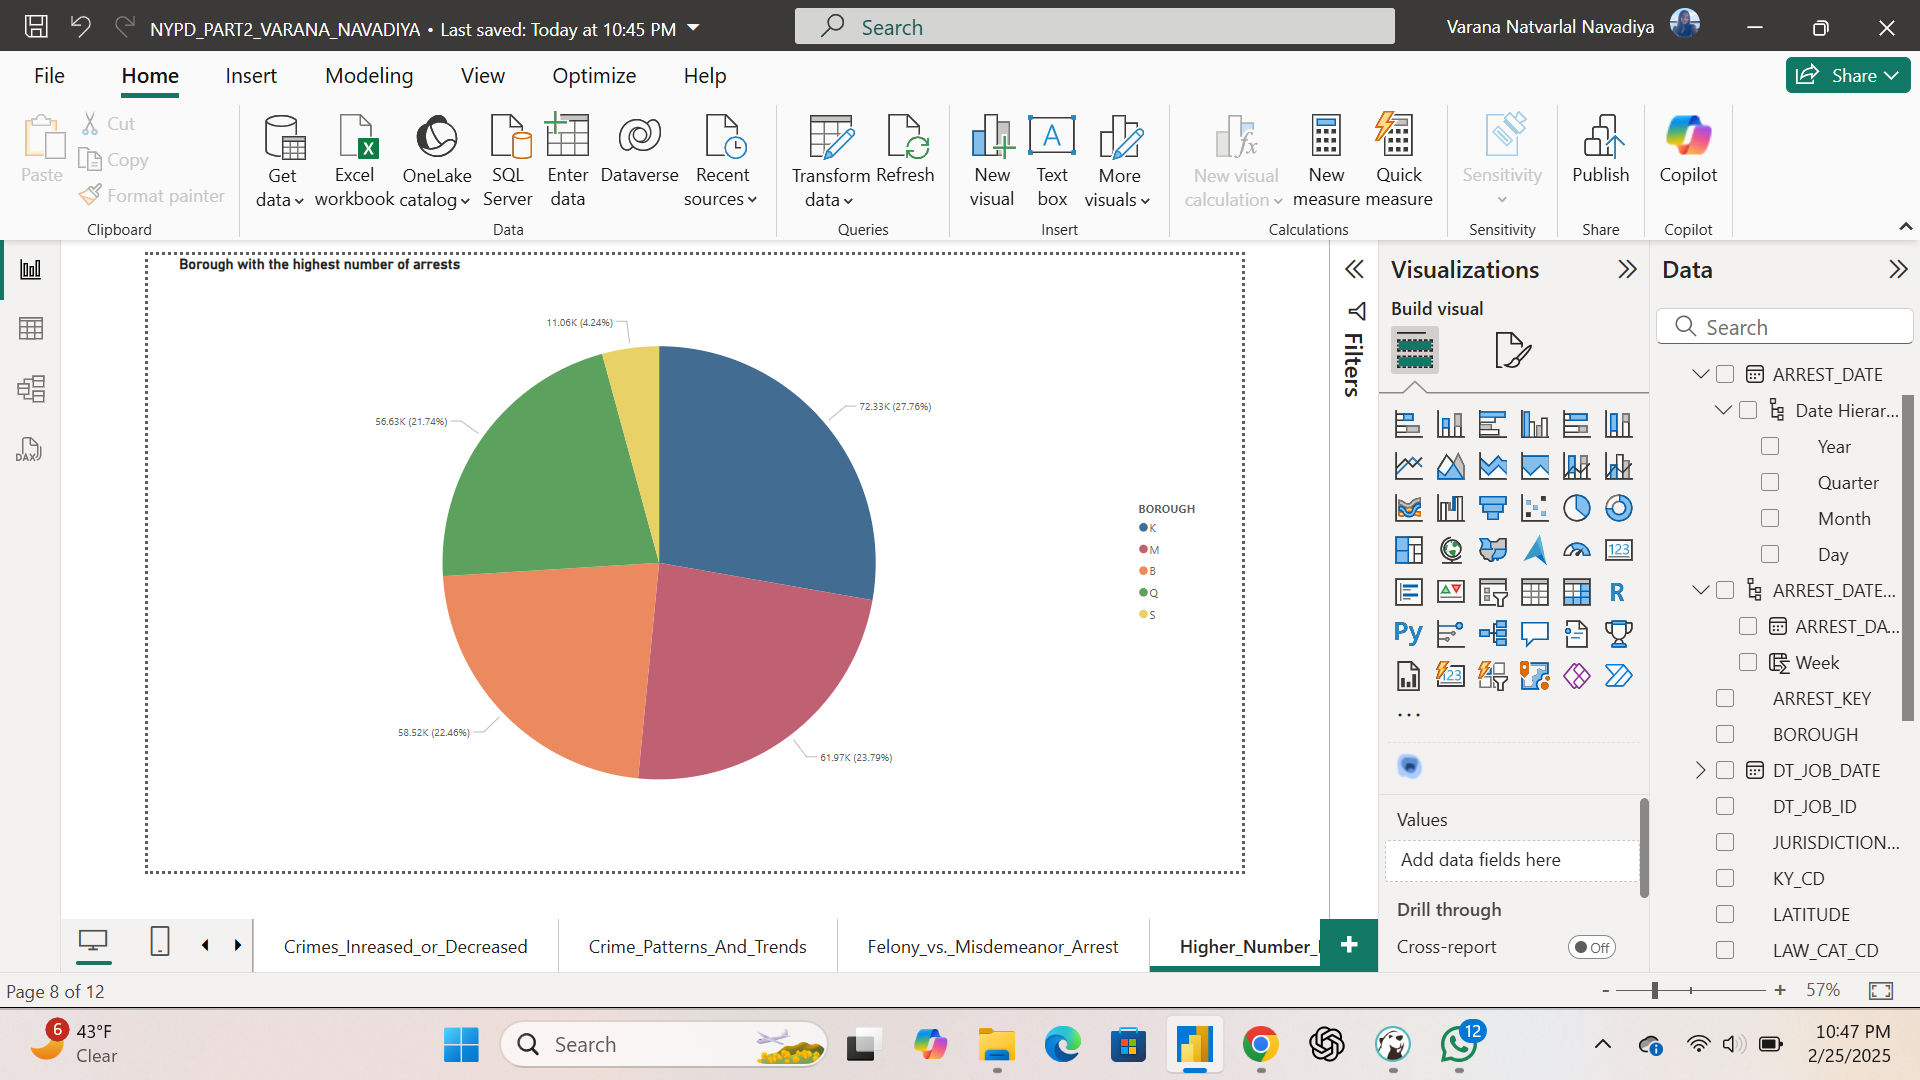 NYPD_PART2_VARANA_NAVADIYA • Last saved: Today at 10:45 PM
Search
Varana Natvarlal Navadiya
File Home Insert Modeling View Optimize Help
Share
Paste
Cut
Copy
Format painter
Clipboard
Get data
Excel workbook
OneLake catalog
SQL Server
Enter data
Dataverse
Recent sources
Data
Transform data
Refresh
Queries
New visual
Text box
More visuals
Insert
New visual calculation
New measure
Quick measure
Calculations
Sensitivity
Sensitivity
Publish
Share
Copilot
Copilot
DAX
Borough with the highest number of arrests
11.06K (4.24%)
72.33K (27.76%)
56.63K (21.74%)
58.52K (22.46%)
61.97K (23.79%)
BOROUGH
K
M
B
Q
S
Filters
Visualizations
Build visual
123
R
Py
123
Values
Add data fields here
Drill through
Cross-report
Off
Data
Search
ARREST_DATE
Date Hierar...
Year
Quarter
Month
Day
ARREST_DATE...
ARREST_DA...
Week
ARREST_KEY
BOROUGH
DT_JOB_DATE
DT_JOB_ID
JURISDICTION...
KY_CD
LATITUDE
LAW_CAT_CD
Crimes_Inreased_or_Decreased
Crime_Patterns_And_Trends
Felony_vs._Misdemeanor_Arrest
Higher_Number_
+
Page 8 of 12
- + 57%
6
43°F
Clear
Search
12
10:47 PM
2/25/2025